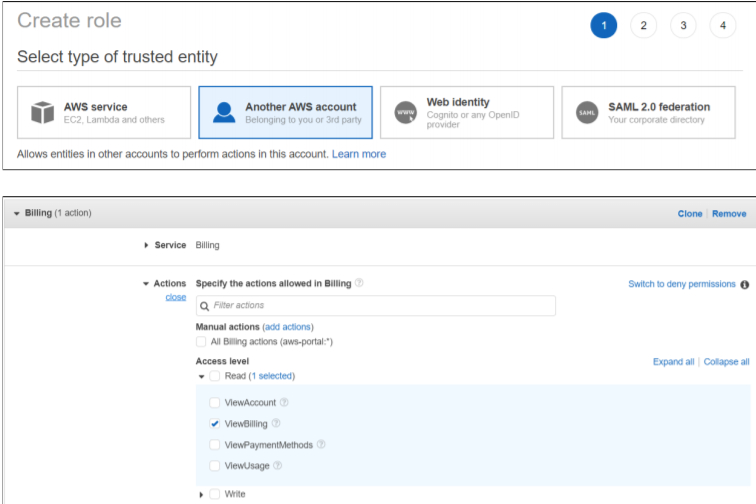 Create role
1 2 3 4
Select type of trusted entity
AWS service
EC2, Lambda and others
Another AWS account
Belonging to you or 3rd party
www
Web identity
Cognito or any OpenID
provider
SAML
SAML 2.0 federation
Your corporate directory
Allows entities in other accounts to perform actions in this account. Learn more
Billing (1 action) Clone | Remove
Service Billing
Actions Specify the actions allowed in Billing ? Switch to deny permissions i
close
Filter actions
Manual actions (add actions)
All Billing actions (aws-portal:*)
Access level Expand all | Collapse all
Read (1 selected)
ViewAccount ?
ViewBilling ?
ViewPaymentMethods ?
ViewUsage ?
Write